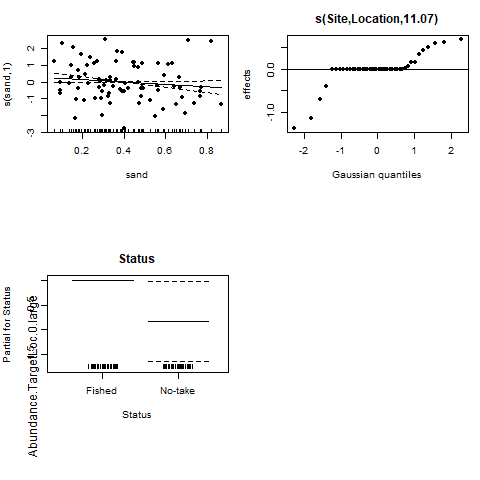 s(sand,1)
-3
-1
0
1
2
0.2
0.4
0.6
0.8
sand
s(Site,Location,11.07)
effects
-1.0
0.0
-2
-1
0
1
2
Gaussian quantiles
Status
Partial for Status
Abundance.TargetLoc.0.large
Fished
No-take
Status